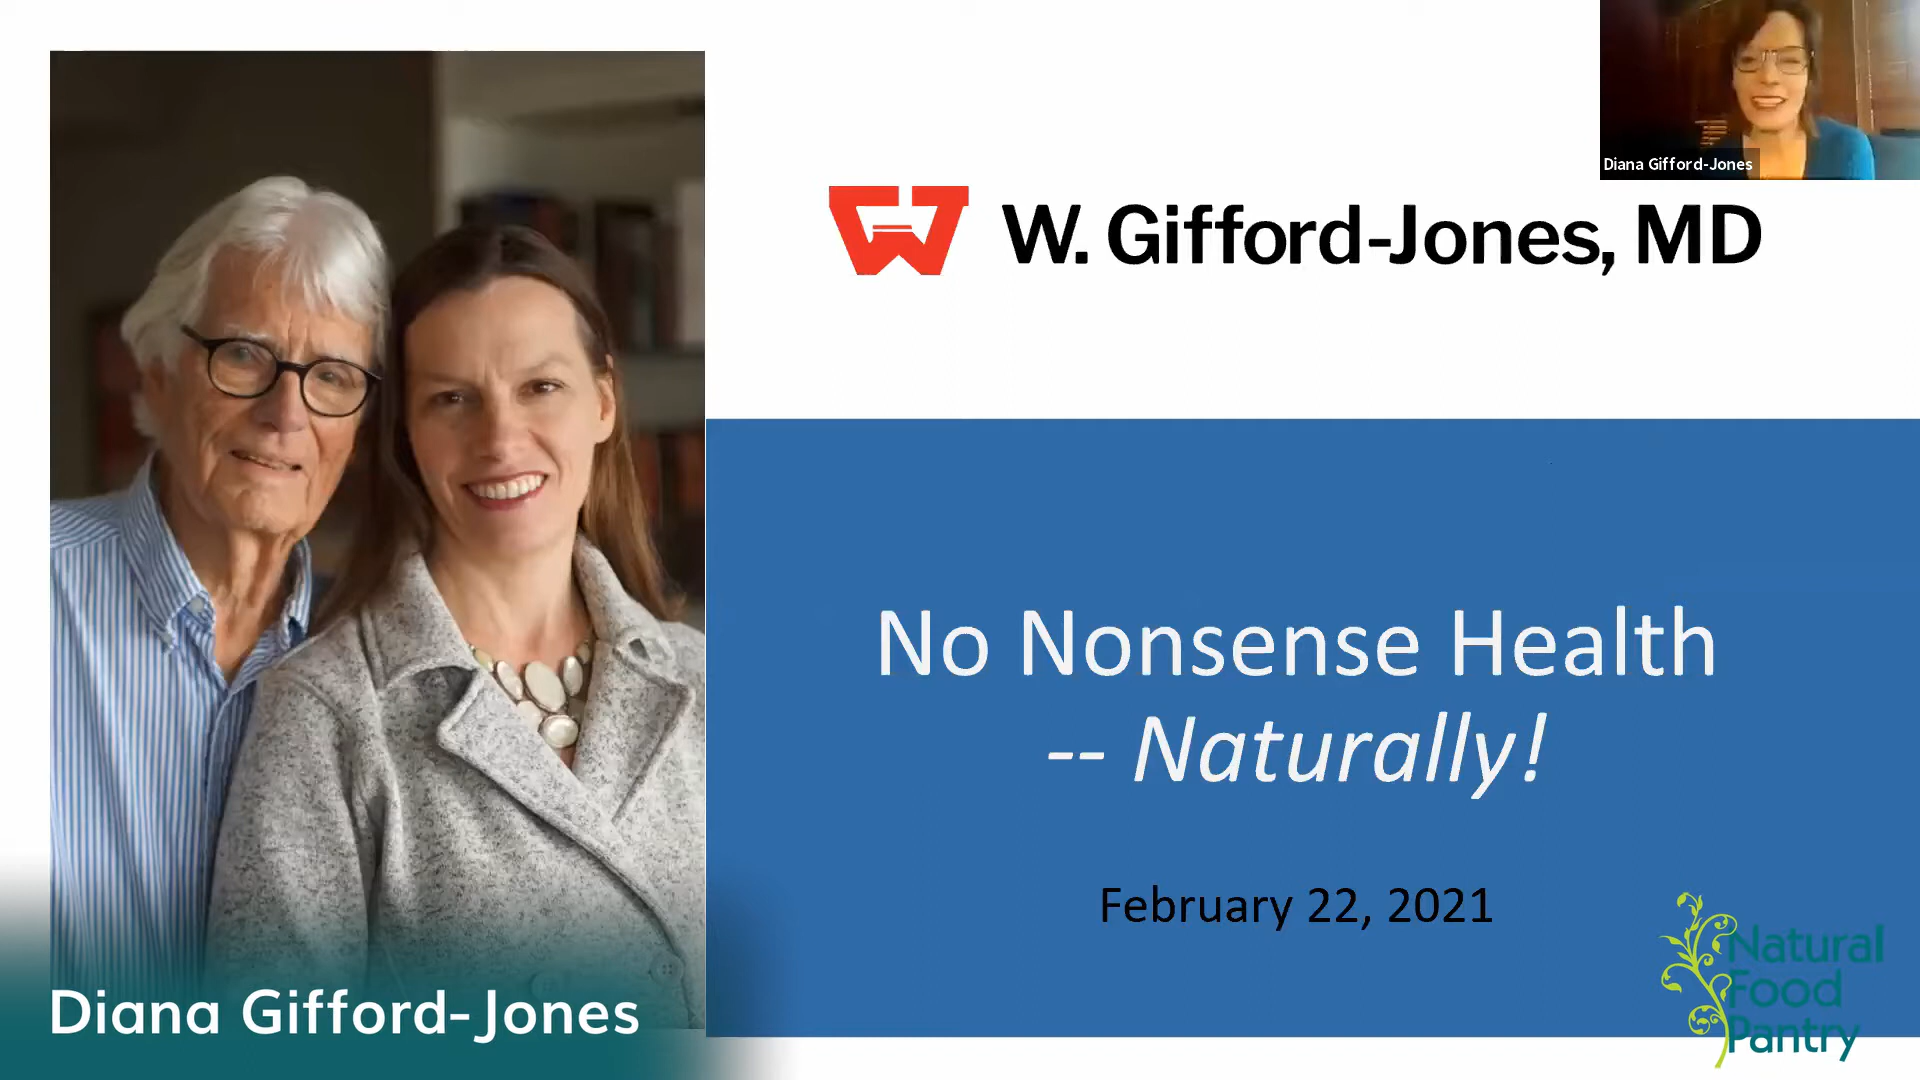 Diana Gifford-Jones
W. Gifford-Jones, MD
No Nonsense Health
-- Naturally!
February 22, 2021
Natural
Food
Pantry
Diana Gifford-Jones